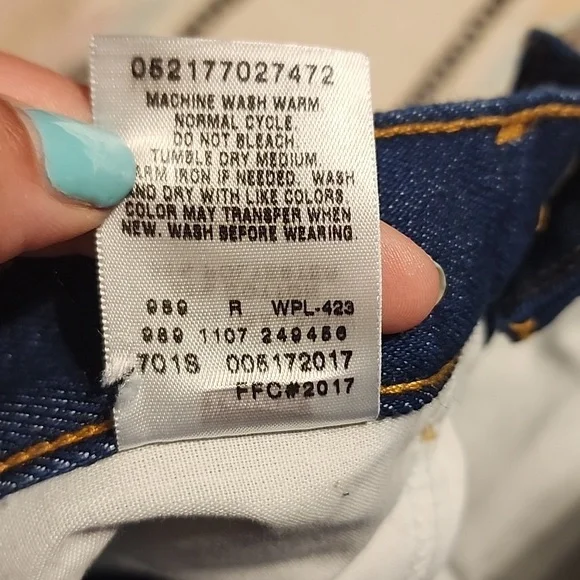 052177027472
MACHINE WASH WARM.
NORMAL CYCLE.
DO NOT BLEACH.
TUMBLE DRY MEDIUM.
ARM IRON IF NEEDED. WASH
AND DRY WITH LIKE COLORS
COLOR MAY TRANSFER WHEN
NEW. WASH BEFORE WEARING.
989 R WPL-423
989 1107 249456
701S 005172017
FFC#2017